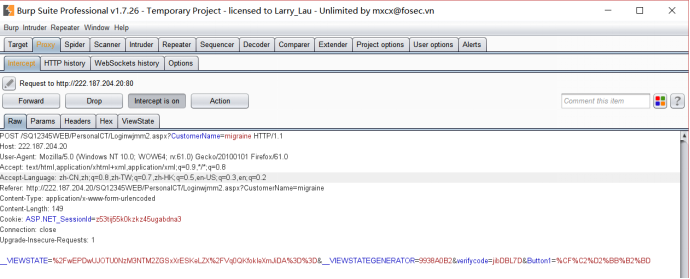 Burp Suite Professional v1.7.26 - Temporary Project - licensed to Larry_Lau - Unlimited by mxcx@fosec.vn
Burp Intruder Repeater Window Help
Target Proxy Spider Scanner Intruder Repeater Sequencer Decoder Comparer Extender Project options User options Alerts
Intercept HTTP history WebSockets history Options
Request to http://222.187.204.20:80
Forward Drop Intercept is on Action Comment this item ?
Raw Params Headers Hex ViewState
POST /SQ12345WEB/PersonalCT/Loginwjmm2.aspx?CustomerName=migraine HTTP/1.1
Host: 222.187.204.20
User-Agent: Mozilla/5.0 (Windows NT 10.0; WOW64; rv:61.0) Gecko/20100101 Firefox/61.0
Accept: text/html,application/xhtml+xml,application/xml;q=0.9,*/*;q=0.8
Accept-Language: zh-CN,zh;q=0.8,zh-TW;q=0.7,zh-HK;q=0.5,en-US;q=0.3,en;q=0.2
Referer: http://222.187.204.20/SQ12345WEB/PersonalCT/Loginwjmm2.aspx?CustomerName=migraine
Content-Type: application/x-www-form-urlencoded
Content-Length: 149
Cookie: ASP.NET_SessionId=z53tij55k0kzkz45ugabdna3
Connection: close
Upgrade-Insecure-Requests: 1
&__VIEWSTATEGENERATOR=9938A0B2&verifycode=jibDBL7D&Button1=%CF%C2%D2%BB%B2%BD